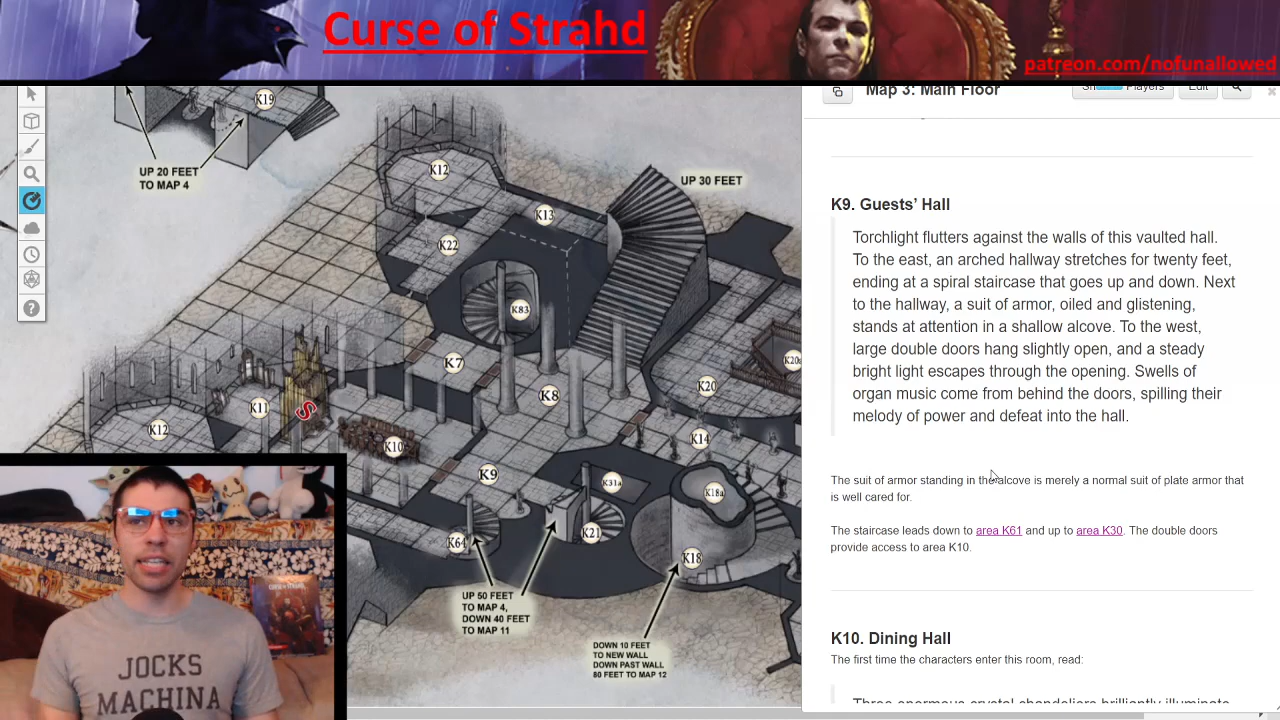 Curse of Strahd
patreon.com/nofunallowed
Map 3: Main Floor
Edit
K19
UP 20 FEET
TO MAP 4
K12
K13
UP 30 FEET
K22
K83
K7
K8
K20
K11
S
K12
K10
K14
K9
K31a
K18a
K64
K21
K18
UP 50 FEET
TO MAP 4,
DOWN 40 FEET
TO MAP 11
DOWN 10 FEET
TO NEW WALL
DOWN PAST WALL
80 FEET TO MAP 12
K9. Guests’ Hall
Torchlight flutters against the walls of this vaulted hall.
To the east, an arched hallway stretches for twenty feet,
ending at a spiral staircase that goes up and down. Next
to the hallway, a suit of armor, oiled and glistening,
stands at attention in a shallow alcove. To the west,
large double doors hang slightly open, and a steady
bright light escapes through the opening. Swells of
organ music come from behind the doors, spilling their
melody of power and defeat into the hall.
The suit of armor standing in the alcove is merely a normal suit of plate armor that
is well cared for.
The staircase leads down to area K61 and up to area K30. The double doors
provide access to area K10.
K10. Dining Hall
The first time the characters enter this room, read:
Three enormous crystal chandeliers brilliantly illuminate
JOCKS
MACHINA